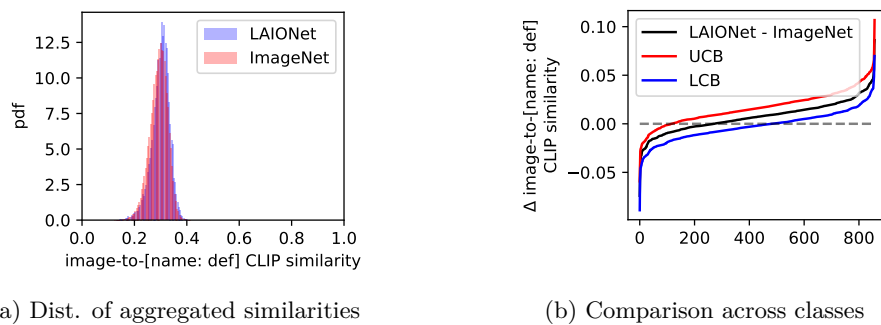 LAIONet
ImageNet
12.5
10.0
7.5
5.0
2.5
0.0
pdf
0.0 0.2 0.4 0.6 0.8 1.0
image-to-[name: def] CLIP similarity
a) Dist. of aggregated similarities
LAIONet - ImageNet
UCB
LCB
0.10
0.05
0.00
−0.05
Δ image-to-[name: def]
CLIP similarity
0 200 400 600 800
(b) Comparison across classes